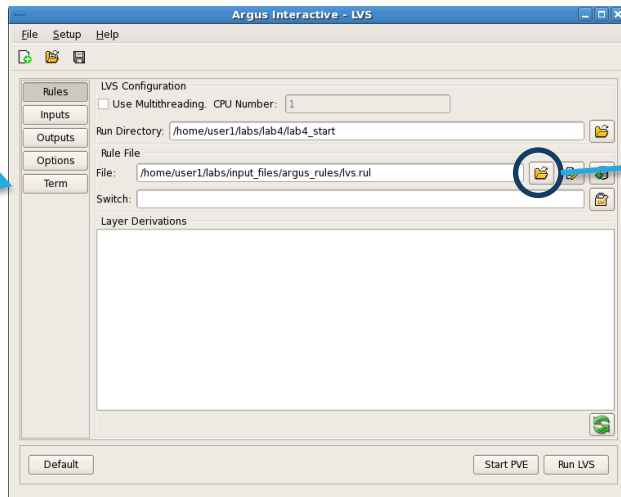 Argus Interactive - LVS
File Setup Help
Rules
Inputs
Outputs
Options
Term
LVS Configuration
Use Multithreading. CPU Number: 1
Run Directory: /home/user1/labs/lab4/lab4_start
Rule File
File: /home/user1/labs/input_files/argus_rules/lvs.rul
Switch:
Layer Derivations
Default
Start PVE
Run LVS